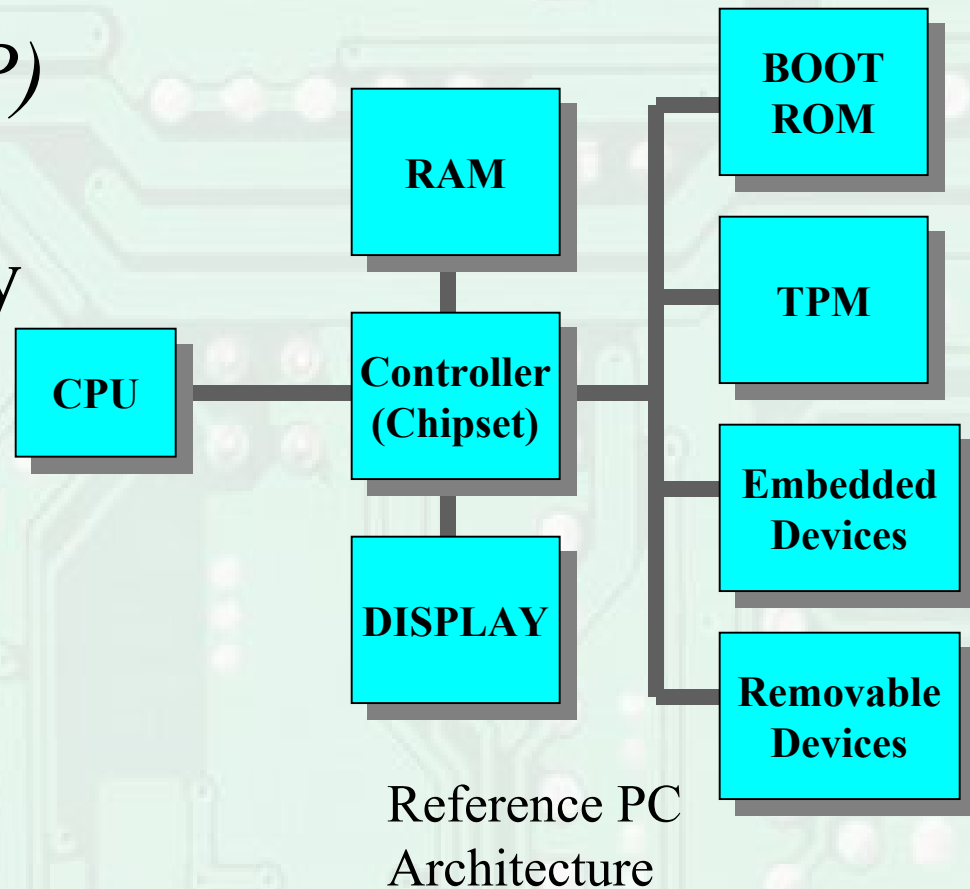 P)
y
BOOT
ROM
RAM
TPM
CPU
Controller
(Chipset)
Embedded
Devices
DISPLAY
Removable
Devices
Reference PC
Architecture